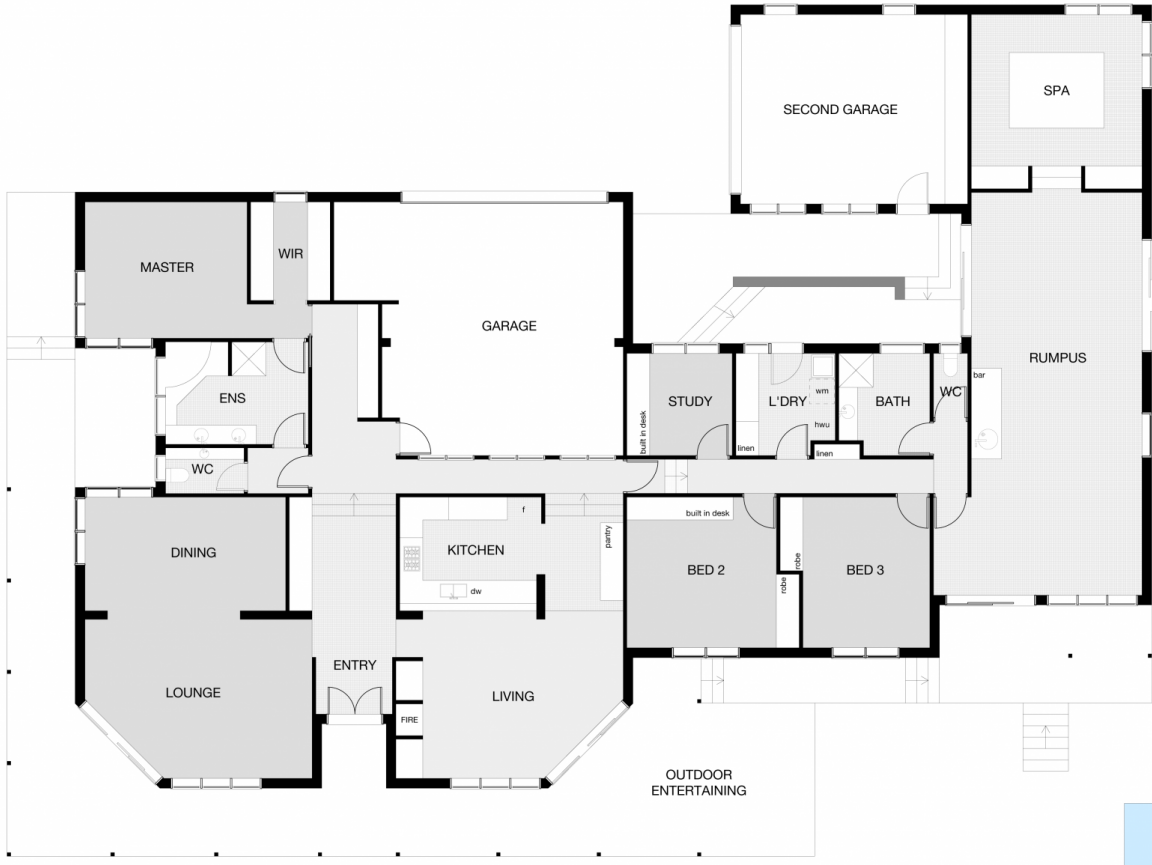 SPA
SECOND GARAGE
WIR
MASTER
GARAGE
RUMPUS
bar
ENS
built in desk
STUDY
L'DRY
wm
hwu
linen
linen
BATH
WC
WC
f
built in desk
DINING
KITCHEN
pantry
dw
BED 2
robe
robe
BED 3
ENTRY
LOUNGE
LIVING
FIRE
OUTDOOR
ENTERTAINING